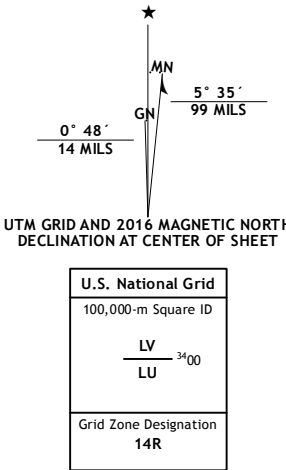 MN
GN
5° 35´
99 MILS
0° 48´
14 MILS
UTM GRID AND 2016 MAGNETIC NORTH
DECLINATION AT CENTER OF SHEET
U.S. National Grid
100,000-m Square ID
LV
3400
LU
Grid Zone Designation
14R